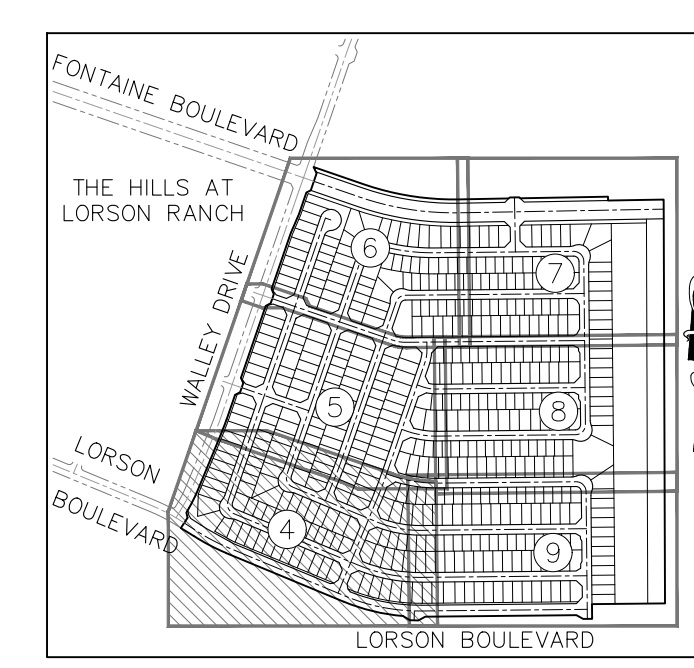 FONTAINE BOULEVARD
THE HILLS AT
LORSON RANCH
WALLEY DRIVE
6
7
5
8
LORSON
BOULEVARD
4
9
LORSON BOULEVARD